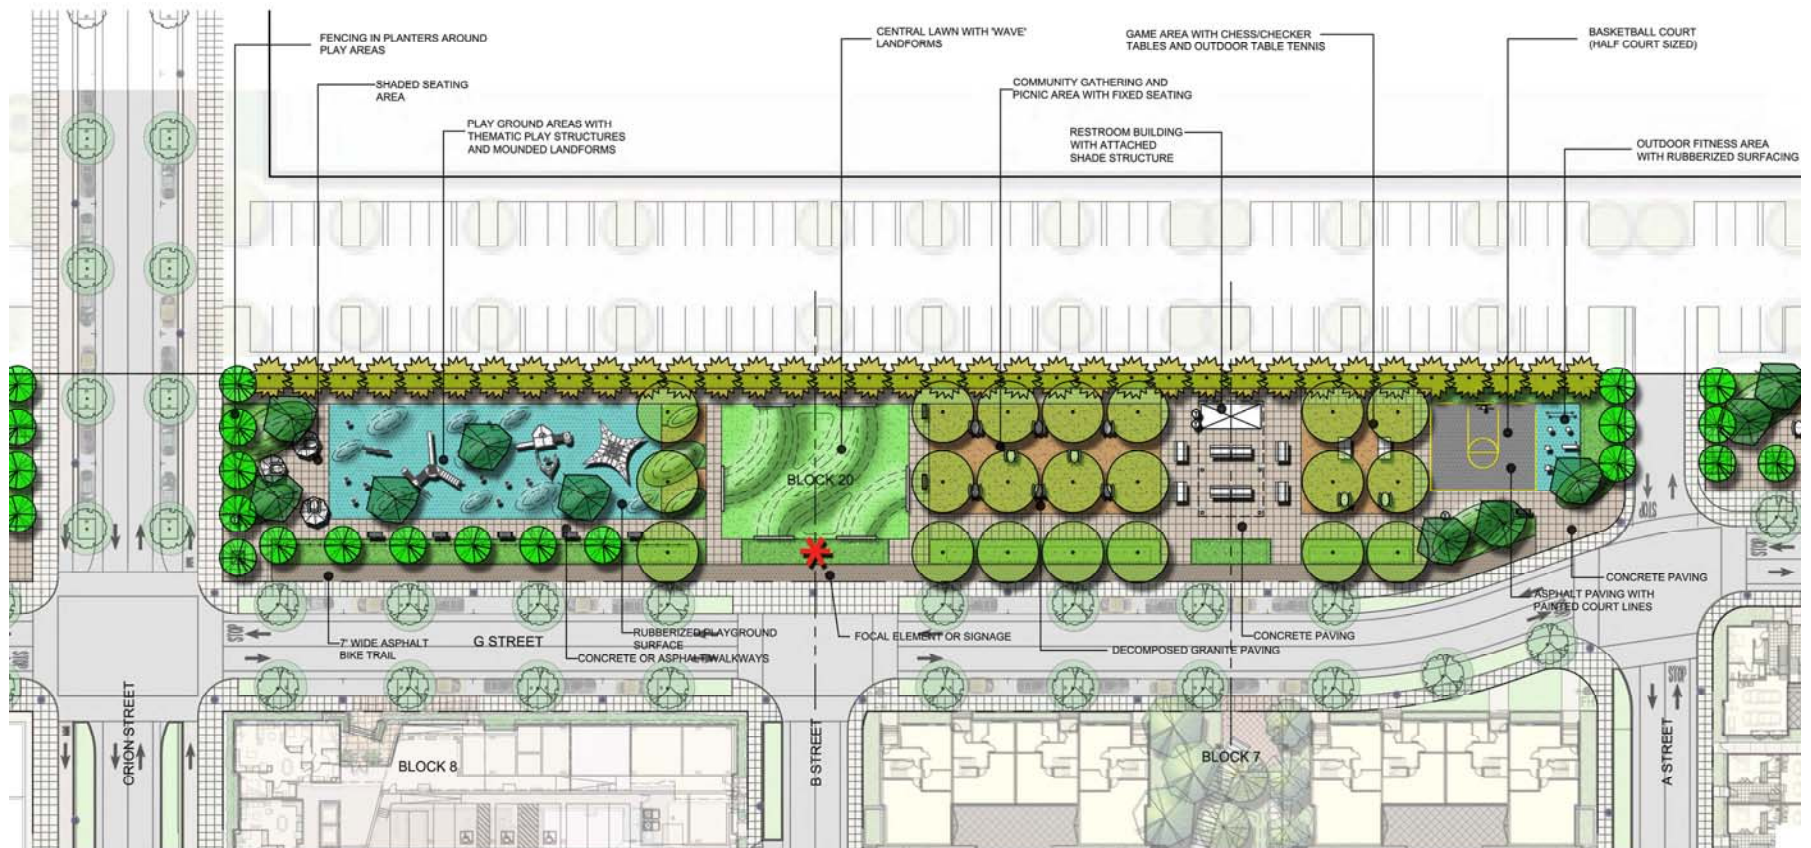 FENCING IN PLANTERS AROUND
PLAY AREAS
SHADED SEATING
AREA
PLAY GROUND AREAS WITH
THEMATIC PLAY STRUCTURES
AND MOUNDED LANDFORMS
CENTRAL LAWN WITH 'WAVE'
LANDFORMS
COMMUNITY GATHERING AND
PICNIC AREA WITH FIXED SEATING
GAME AREA WITH CHESS/CHECKER
TABLES AND OUTDOOR TABLE TENNIS
RESTROOM BUILDING
WITH ATTACHED
SHADE STRUCTURE
BASKETBALL COURT
(HALF COURT SIZED)
OUTDOOR FITNESS AREA
WITH RUBBERIZED SURFACING
BLOCK 20
STOP
STOP
CONCRETE PAVING
ASPHALT PAVING WITH
PAINTED COURT LINES
STOP
G STREET
7' WIDE ASPHALT
BIKE TRAIL
RUBBERIZED PLAYGROUND
SURFACE
CONCRETE OR ASPHALT WALKWAYS
FOCAL ELEMENT OR SIGNAGE
DECOMPOSED GRANITE PAVING
CONCRETE PAVING
STOP
STOP
ORION STREET
BLOCK 8
B STREET
BLOCK 7
A STREET